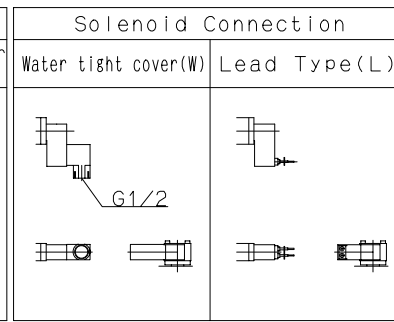 Solenoid Connection
Water tight cover(W)
Lead Type(L)
G1/2